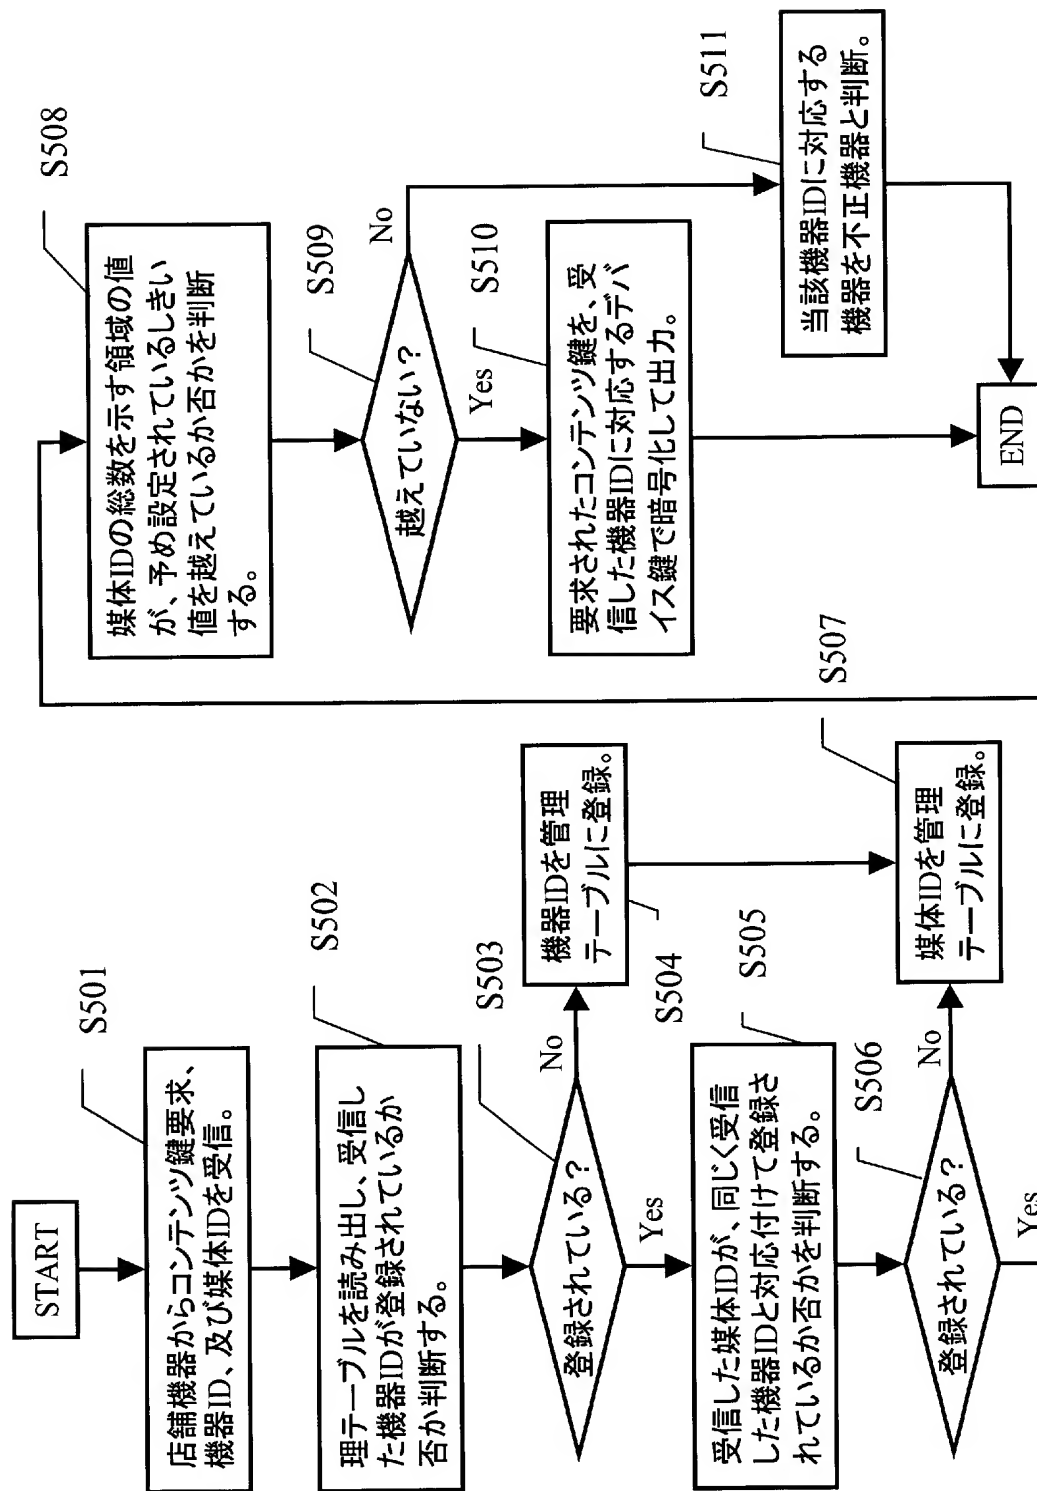 START
S501
店舗機器からコンテンツ鍵要求、
機器ID、及び媒体IDを受信。
S502
理テーブルを読み出し、受信し
た機器IDが登録されているか
否か判断する。
S503
登録されている？
No
Yes
機器IDを管理
テーブルに登録。
S504
S505
受信した媒体IDが、同じく受信
した機器IDと対応付けて登録さ
れているか否かを判断する。
S506
登録されている？
No
Yes
S507
媒体IDを管理
テーブルに登録。
S508
媒体IDの総数を示す領域の値
が、予め設定されているしきい
値を越えているか否かを判断
する。
S509
越えていない？
No
Yes
S510
要求されたコンテンツ鍵を、受
信した機器IDに対応するデバ
イス鍵で暗号化して出力。
S511
当該機器IDに対応する
機器を不正機器と判断。
END